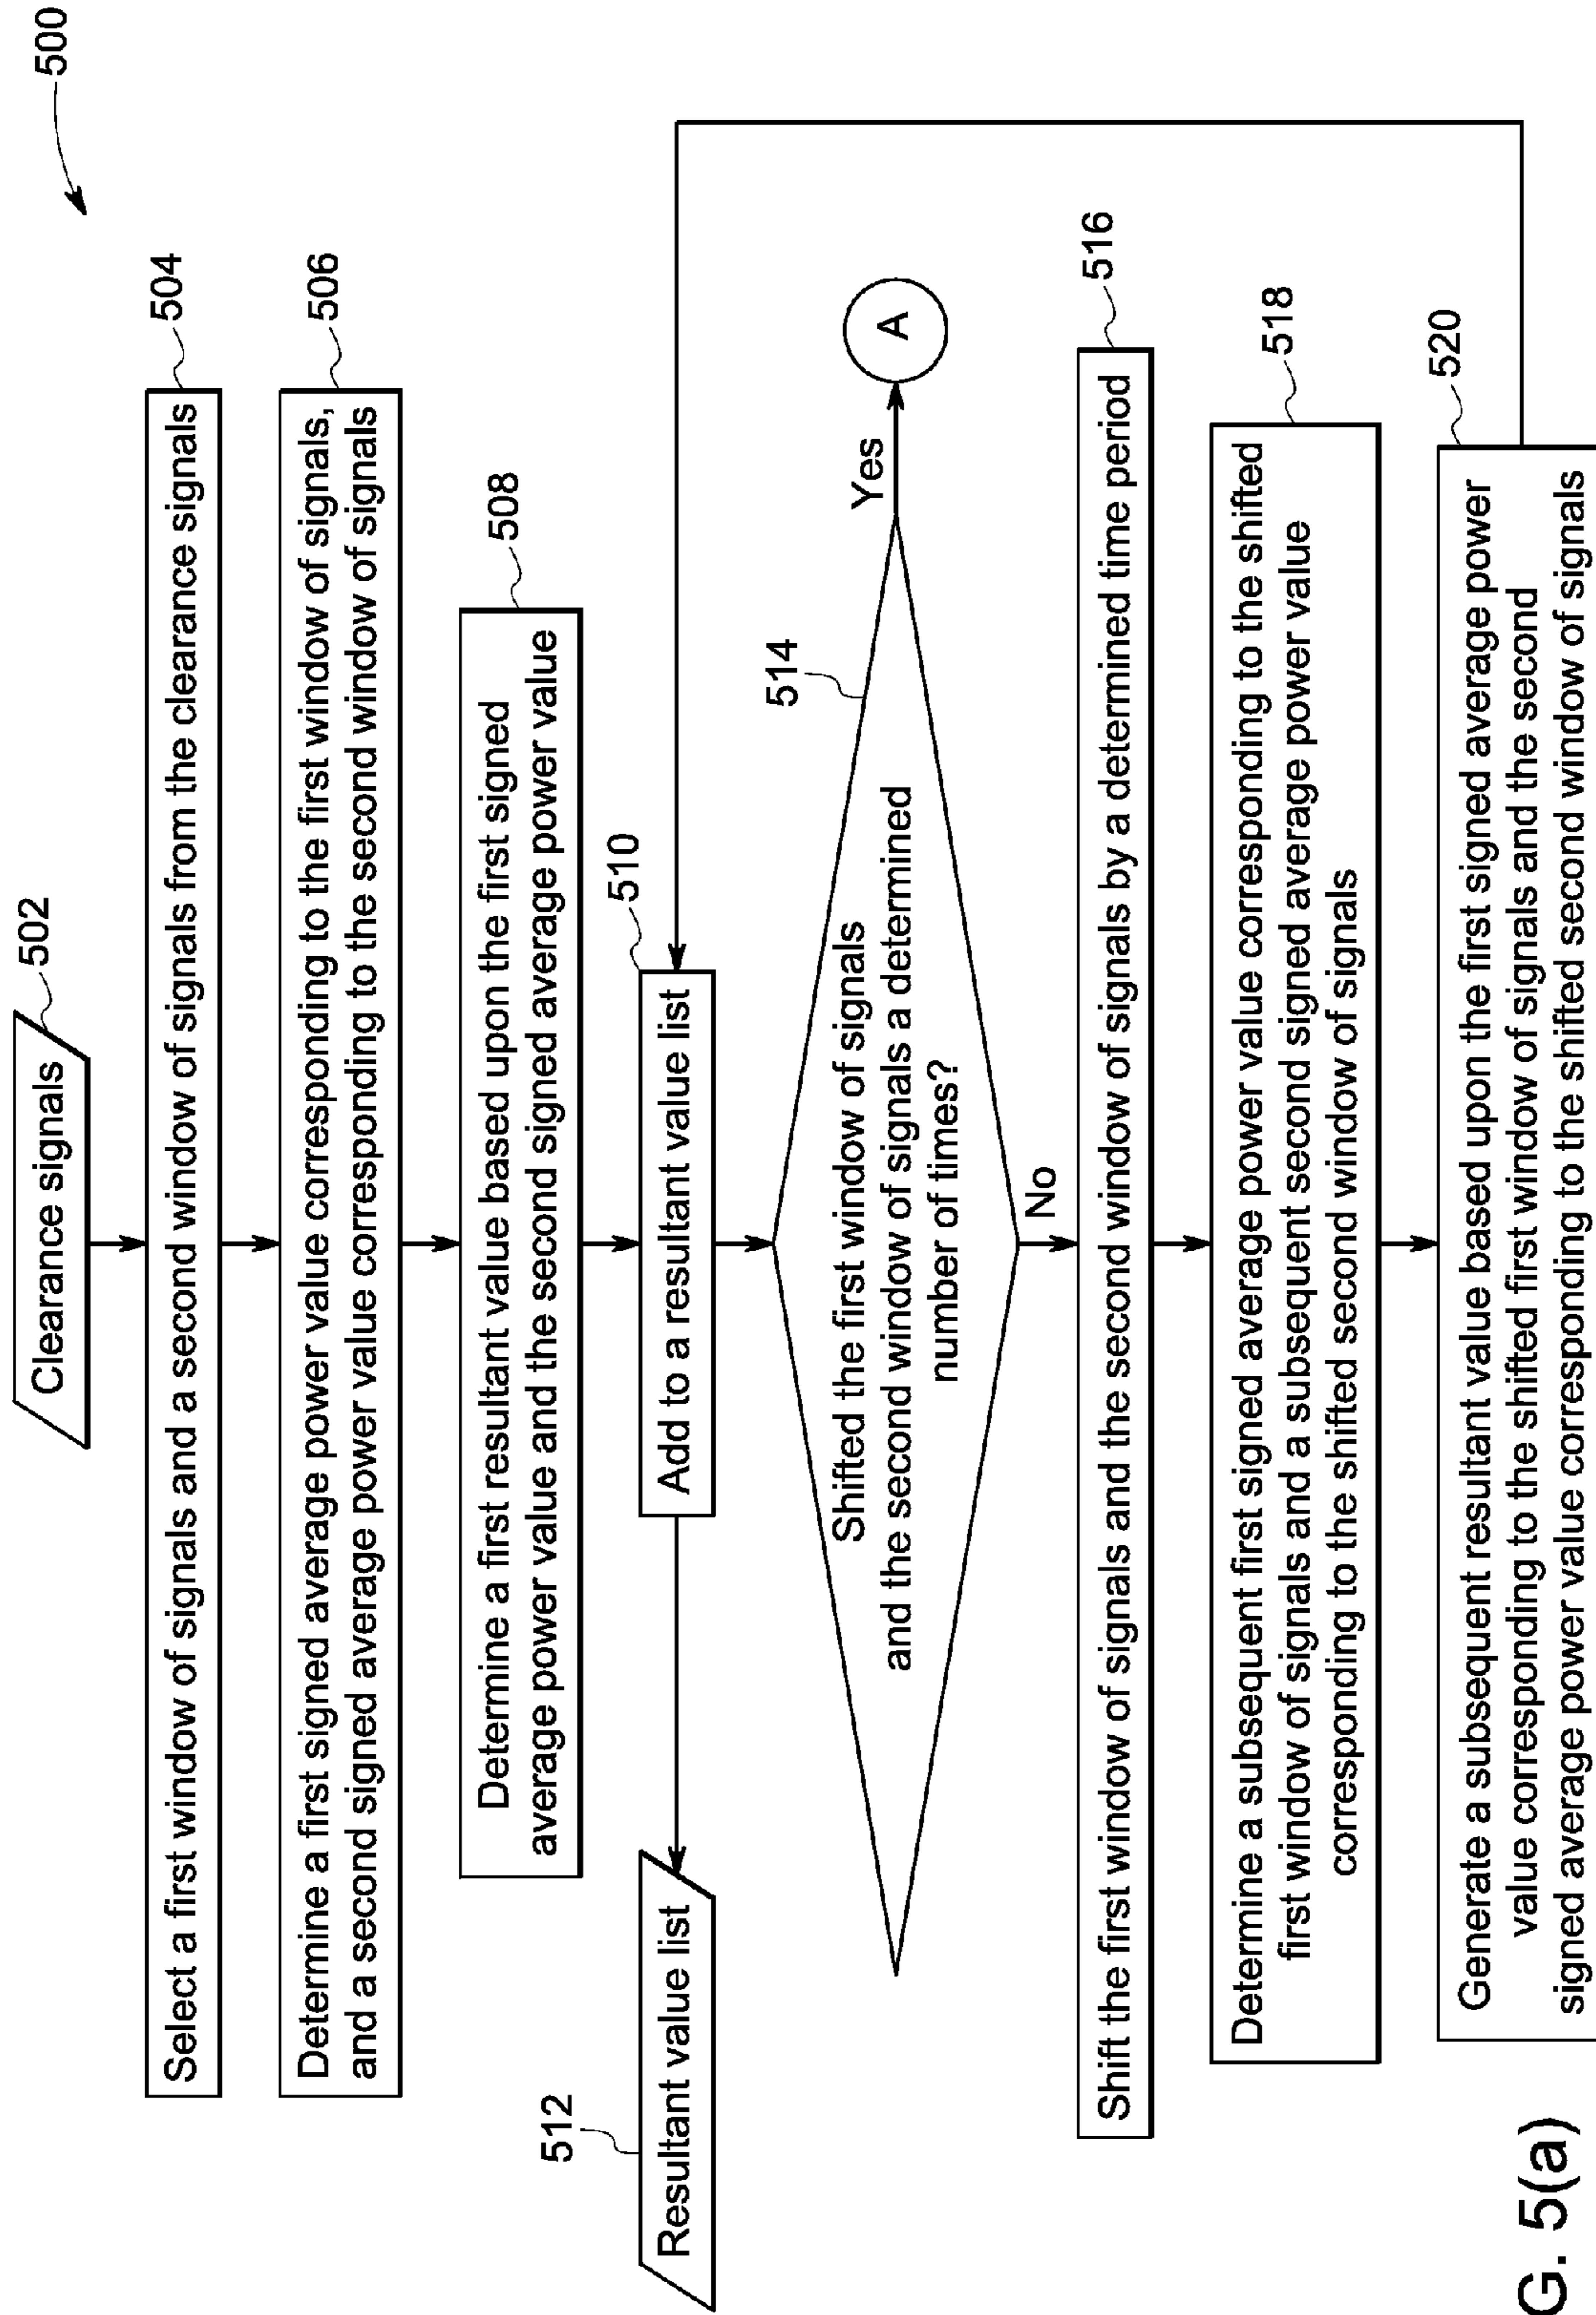 500
502
Clearance signals
504
Select a first window of signals and a second window of signals from the clearance signals
506
Determine a first signed average power value corresponding to the first window of signals,
and a second signed average power value corresponding to the second window of signals
508
Determine a first resultant value based upon the first signed
average power value and the second signed average power value
510
Add to a resultant value list
512
Resultant value list
514
Shifted the first window of signals
and the second window of signals a determined
number of times?
Yes
A
No
516
Shift the first window of signals and the second window of signals by a determined time period
518
Determine a subsequent first signed average power value corresponding to the shifted
first window of signals and a subsequent second signed average power value
corresponding to the shifted second window of signals
520
Generate a subsequent resultant value based upon the first signed average power
value corresponding to the shifted first window of signals and the second
signed average power value corresponding to the shifted second window of signals
G. 5(a)